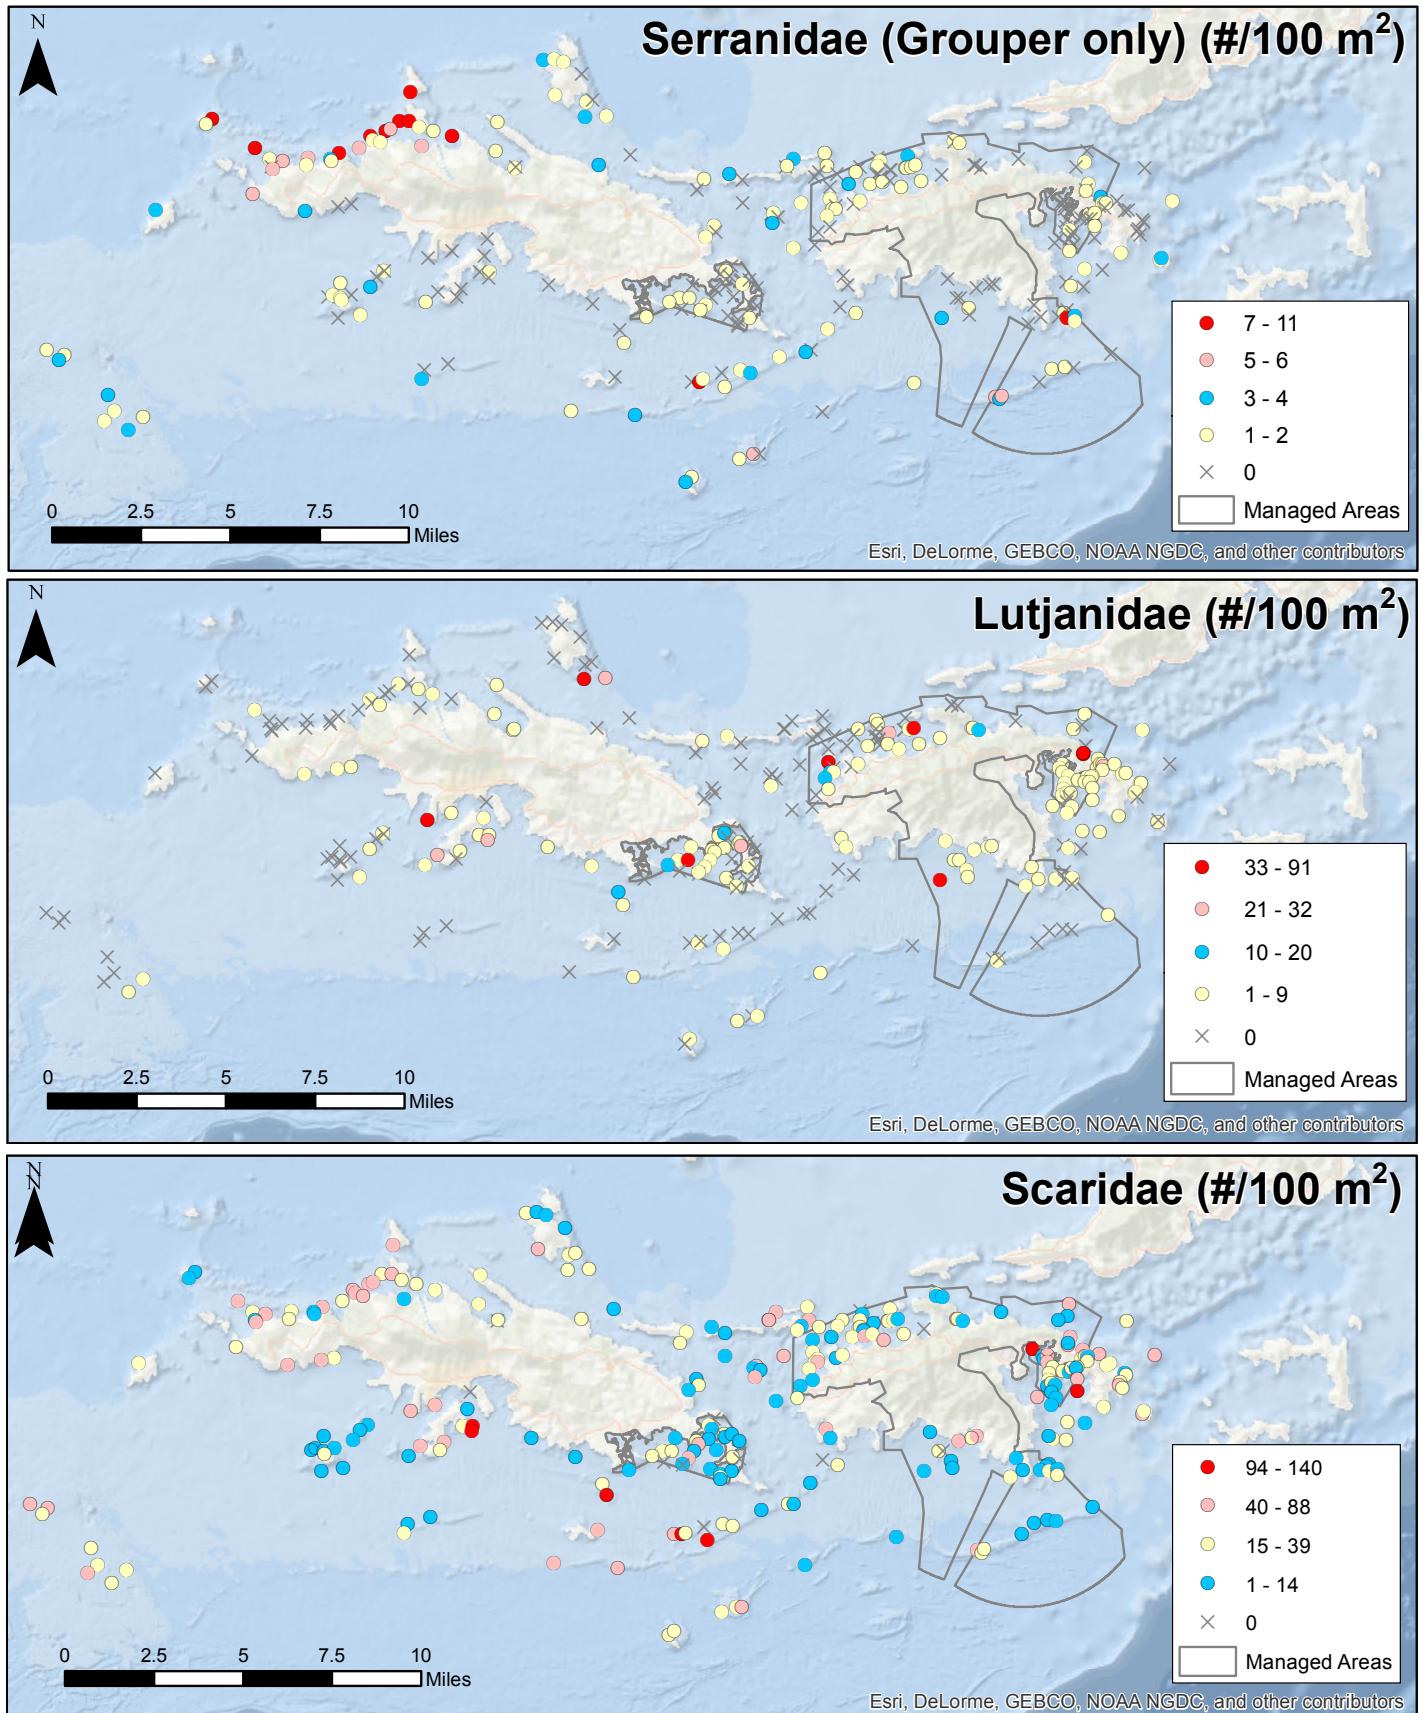 N
Serranidae (Grouper only) (#/100 m²)
7 - 11
5 - 6
3 - 4
1 - 2
0
Managed Areas
0 2.5 5 7.5 10
Miles
Esri, DeLorme, GEBCO, NOAA NGDC, and other contributors
N
Lutjanidae (#/100 m²)
33 - 91
21 - 32
10 - 20
1 - 9
0
Managed Areas
0 2.5 5 7.5 10
Miles
Esri, DeLorme, GEBCO, NOAA NGDC, and other contributors
N
N
Scaridae (#/100 m²)
94 - 140
40 - 88
15 - 39
1 - 14
0
Managed Areas
0 2.5 5 7.5 10
Miles
Esri, DeLorme, GEBCO, NOAA NGDC, and other contributors